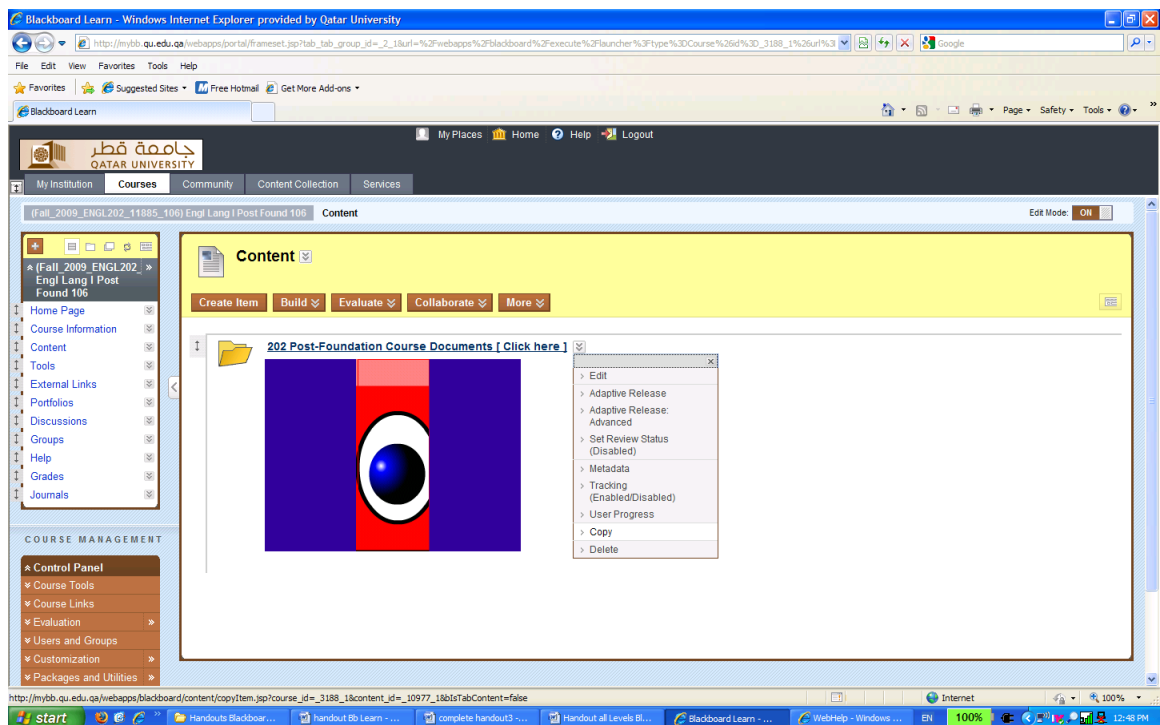 Blackboard Learn - Windows Internet Explorer provided by Qatar University
http://mybb.qu.edu.qa/webapps/portal/frameset.jsp?tab_tab_group_id=_2_1&url=%2Fwebapps%2Fblackboard%2Fexecute%2Flauncher%3Ftype%3DCourse%26id%3D_3188_1%26url%3
Google
File Edit View Favorites Tools Help
Favorites Suggested Sites Free Hotmail Get More Add-ons
Blackboard Learn
Page Safety Tools
My Places Home Help Logout
جامعة قطر
QATAR UNIVERSITY
My Institution Courses Community Content Collection Services
(Fall_2009_ENGL202_11885_106) Engl Lang I Post Found 106 Content
Edit Mode: ON
(Fall_2009_ENGL202_
Engl Lang I Post
Found 106
Home Page
Course Information
Content
Tools
External Links
Portfolios
Discussions
Groups
Help
Grades
Journals
COURSE MANAGEMENT
Control Panel
Course Tools
Course Links
Evaluation
Users and Groups
Customization
Packages and Utilities
Content
Create Item Build Evaluate Collaborate More
202 Post-Foundation Course Documents [ Click here ]
Edit
Adaptive Release
Adaptive Release:
Advanced
Set Review Status
(Disabled)
Metadata
Tracking
(Enabled/Disabled)
User Progress
Copy
Delete
http://mybb.qu.edu.qa/webapps/blackboard/content/copyItem.jsp?course_id=_3188_1&content_id=_10977_1&bIsTabContent=false
Internet
100%
start
Handouts Blackboar...
handout Bb Learn - ...
complete handout3 -...
Handout all Levels Bl...
Blackboard Learn - ...
WebHelp - Windows ...
EN
100%
12:48 PM